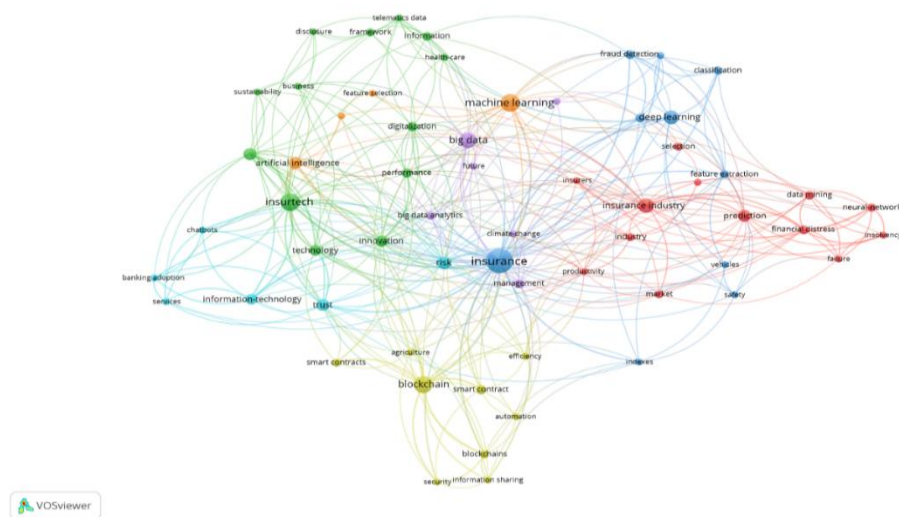 telematics data
disclosure
framework
information
health-care
fraud detection
classification
sustainability
business
feature selection
machine learning
deep learning
digitalization
big data
selection
artificial intelligence
performance
future
insurers
feature extraction
insurtech
big data analytics
insurance industry
prediction
data mining
neural-network
financial distress
insolvency
chatbots
technology
innovation
climate change
industry
risk
insurance
failure
banking adoption
management
productivity
vehicles
services
information-technology
trust
market
safety
smart contracts
agriculture
efficiency
indexes
blockchain
smart contract
automation
blockchains
security
information sharing
VOSviewer